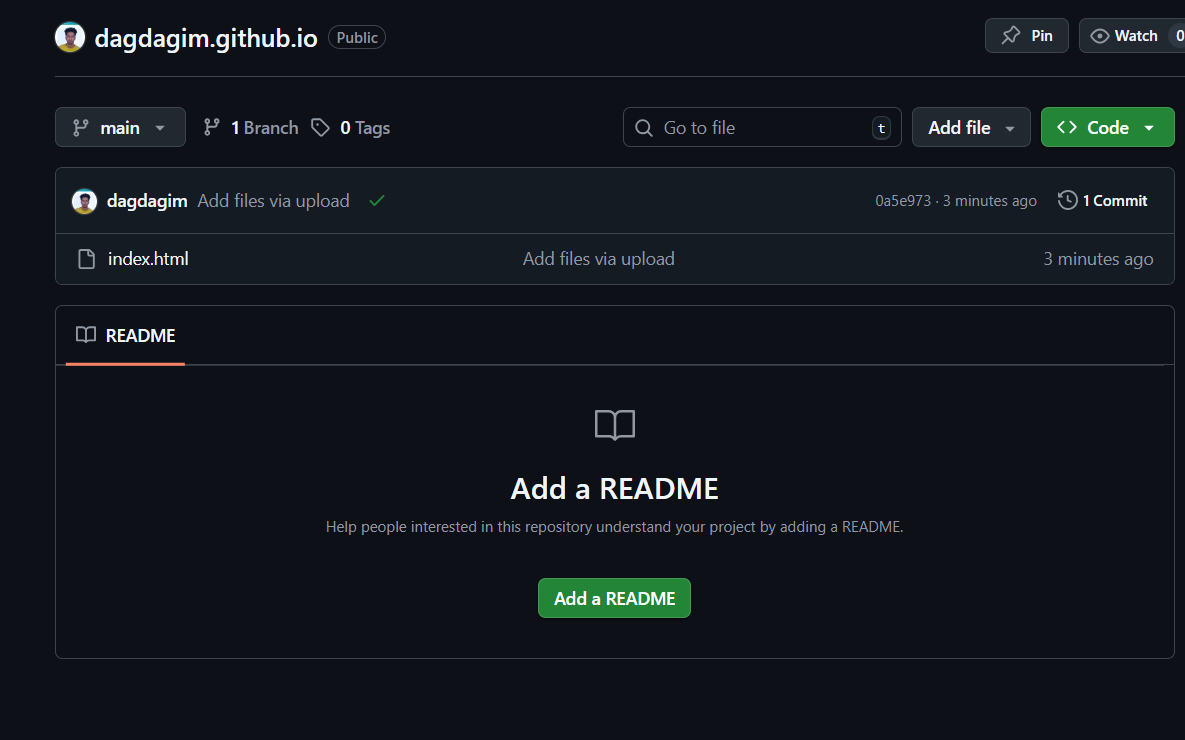 dagdagim.github.io Public Pin Watch 0
main 1 Branch 0 Tags Go to file t Add file Code
dagdagim Add files via upload 0a5e973 · 3 minutes ago 1 Commit
index.html Add files via upload 3 minutes ago
README
Add a README
Help people interested in this repository understand your project by adding a README.
Add a README